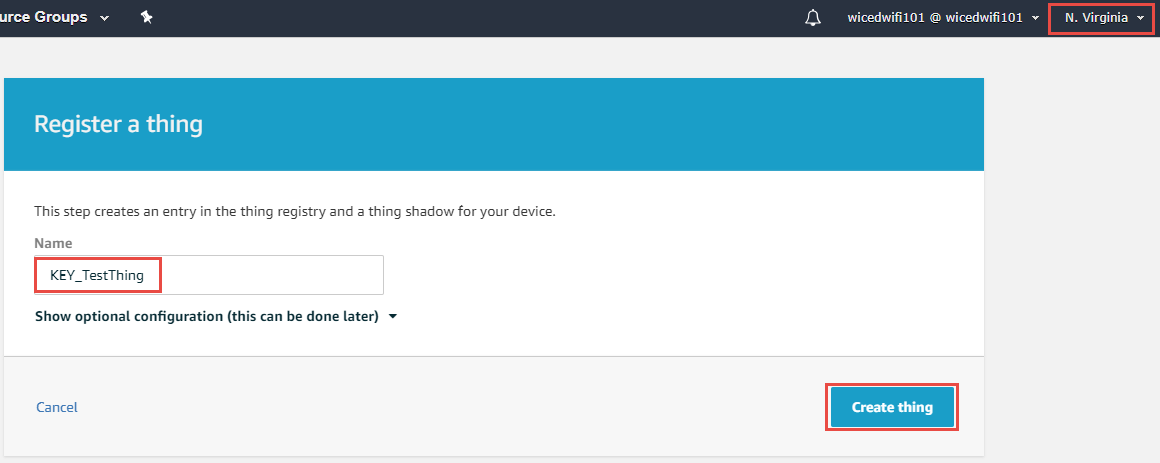 urce Groups
wicedwifi101 @ wicedwifi101
N. Virginia
Register a thing
This step creates an entry in the thing registry and a thing shadow for your device.
Name
KEY_TestThing
Show optional configuration (this can be done later)
Cancel
Create thing